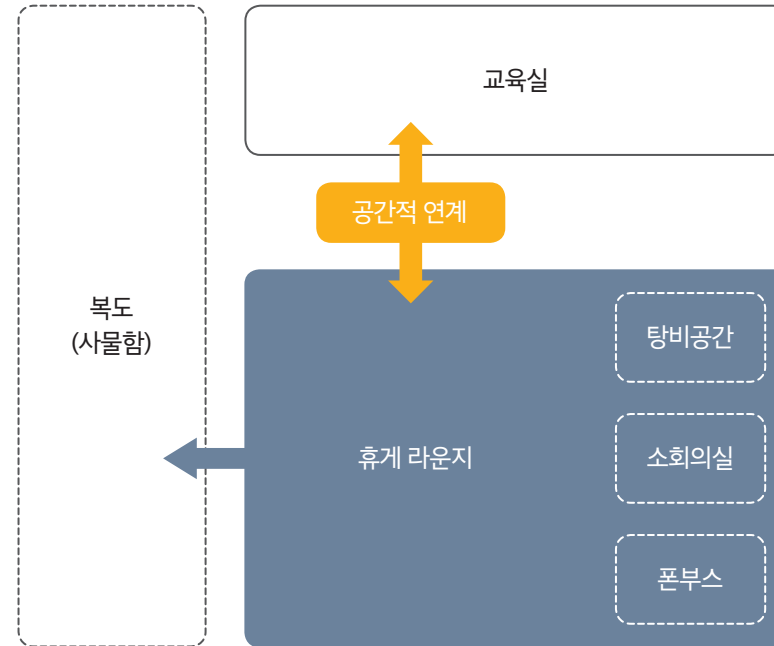 교육실
공간적 연계
복도
(사물함)
탕비공간
휴게 라운지
소회의실
폰부스